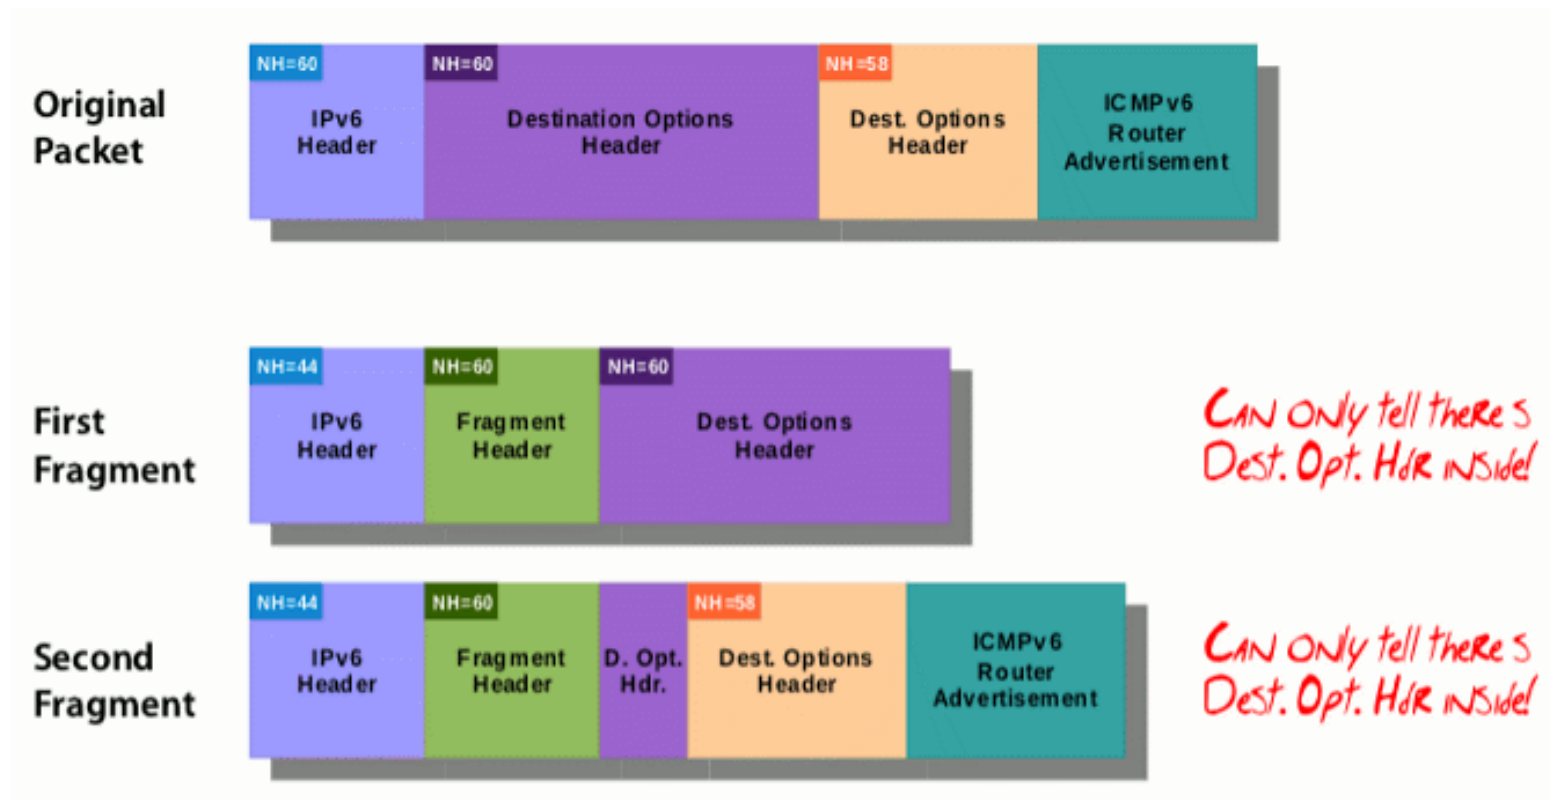 Original
Packet
NH=60
IPv6
Header
NH=60
Destination Options
Header
NH=58
Dest. Options
Header
ICMPv6
Router
Advertisement
First
Fragment
NH=44
IPv6
Header
NH=60
Fragment
Header
NH=60
Dest. Options
Header
Can only tell there s
Dest. Opt. Hdr inside!
Second
Fragment
NH=44
IPv6
Header
NH=60
Fragment
Header
D. Opt.
Hdr.
NH=58
Dest. Options
Header
ICMPv6
Router
Advertisement
Can only tell there s
Dest. Opt. Hdr inside!